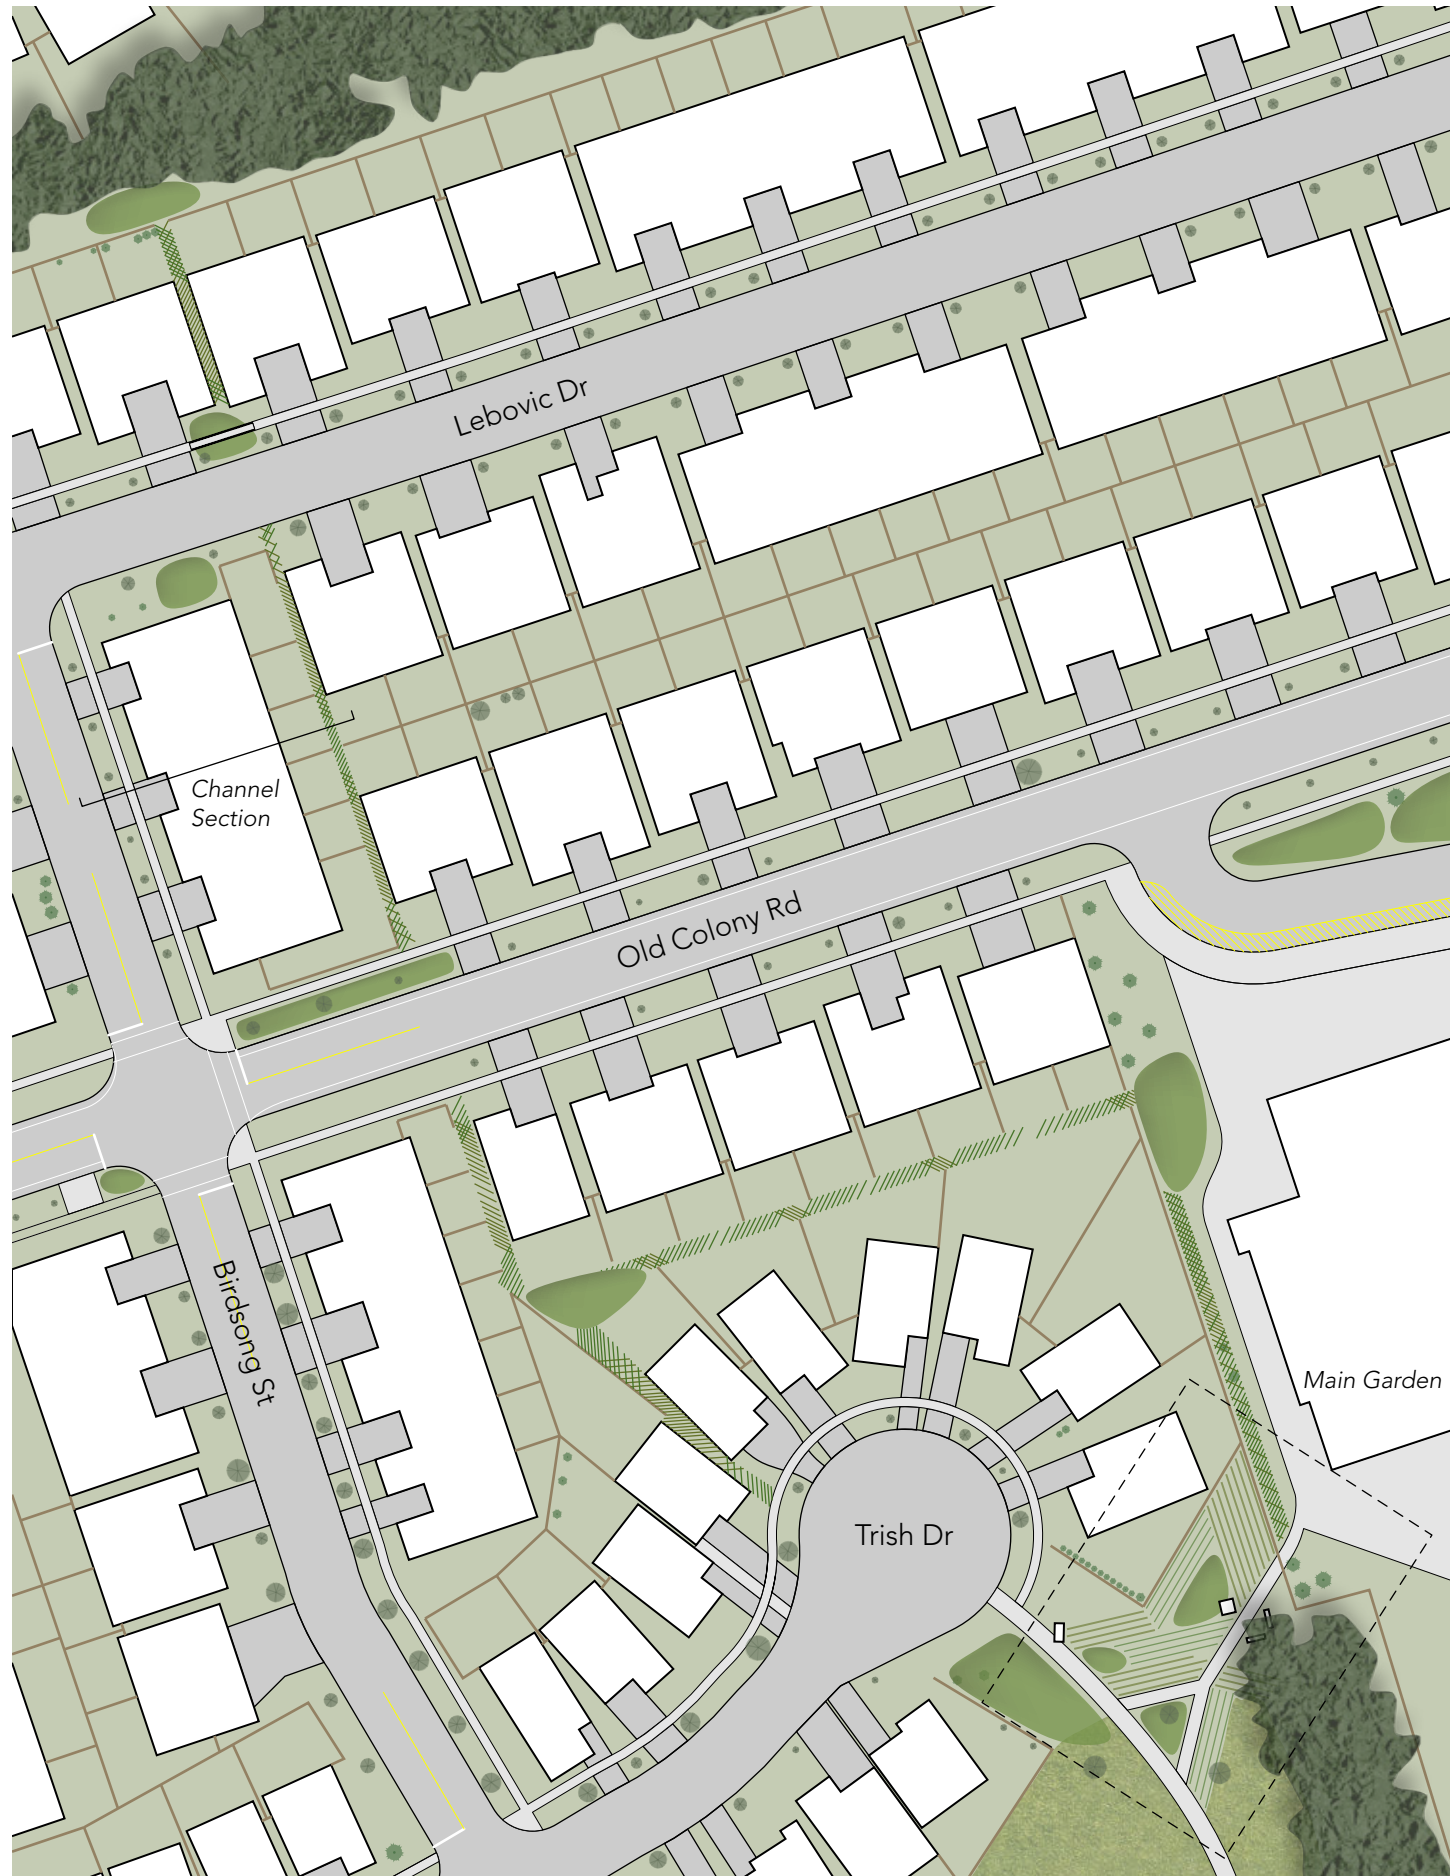 Lebovic Dr
Channel
Section
Old Colony Rd
Birdsong St
Main Garden
Trish Dr